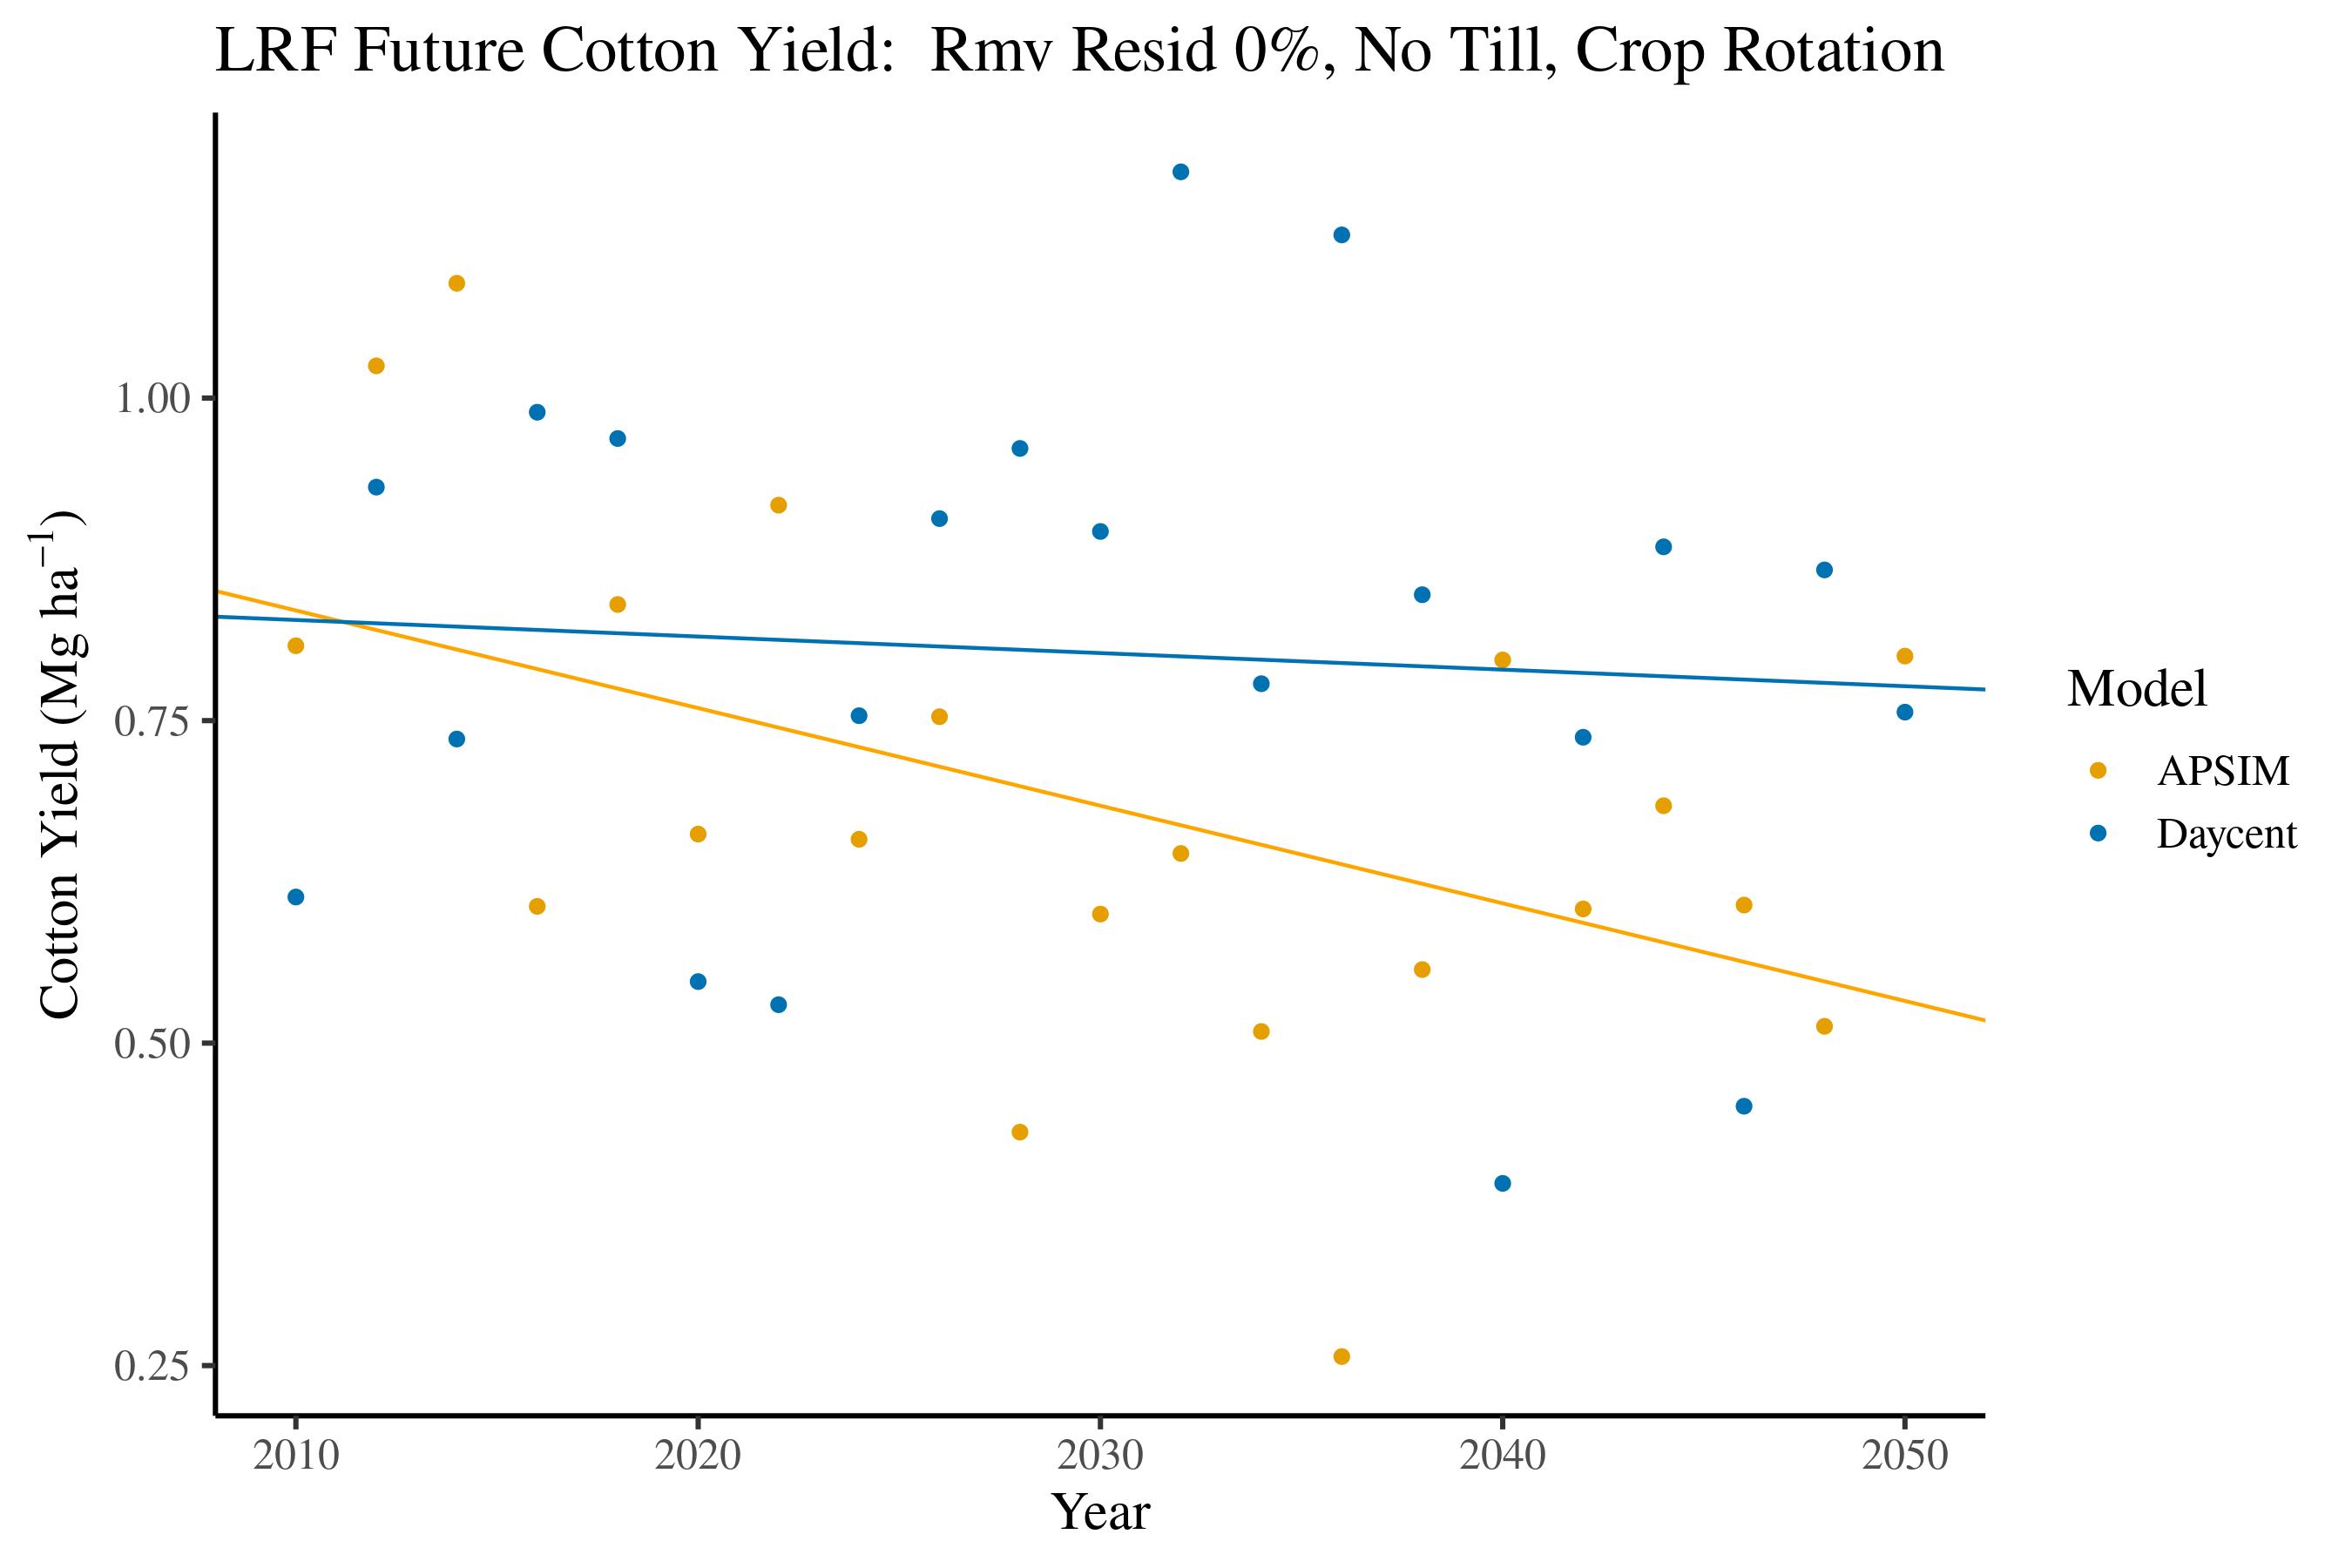 LRF Future Cotton Yield:  Rmv Resid 0%, No Till, Crop Rotation
Cotton Yield (Mg ha⁻¹)
1.00
0.75
0.50
0.25
2010 2020 2030 2040 2050
Year
Model
APSIM
Daycent